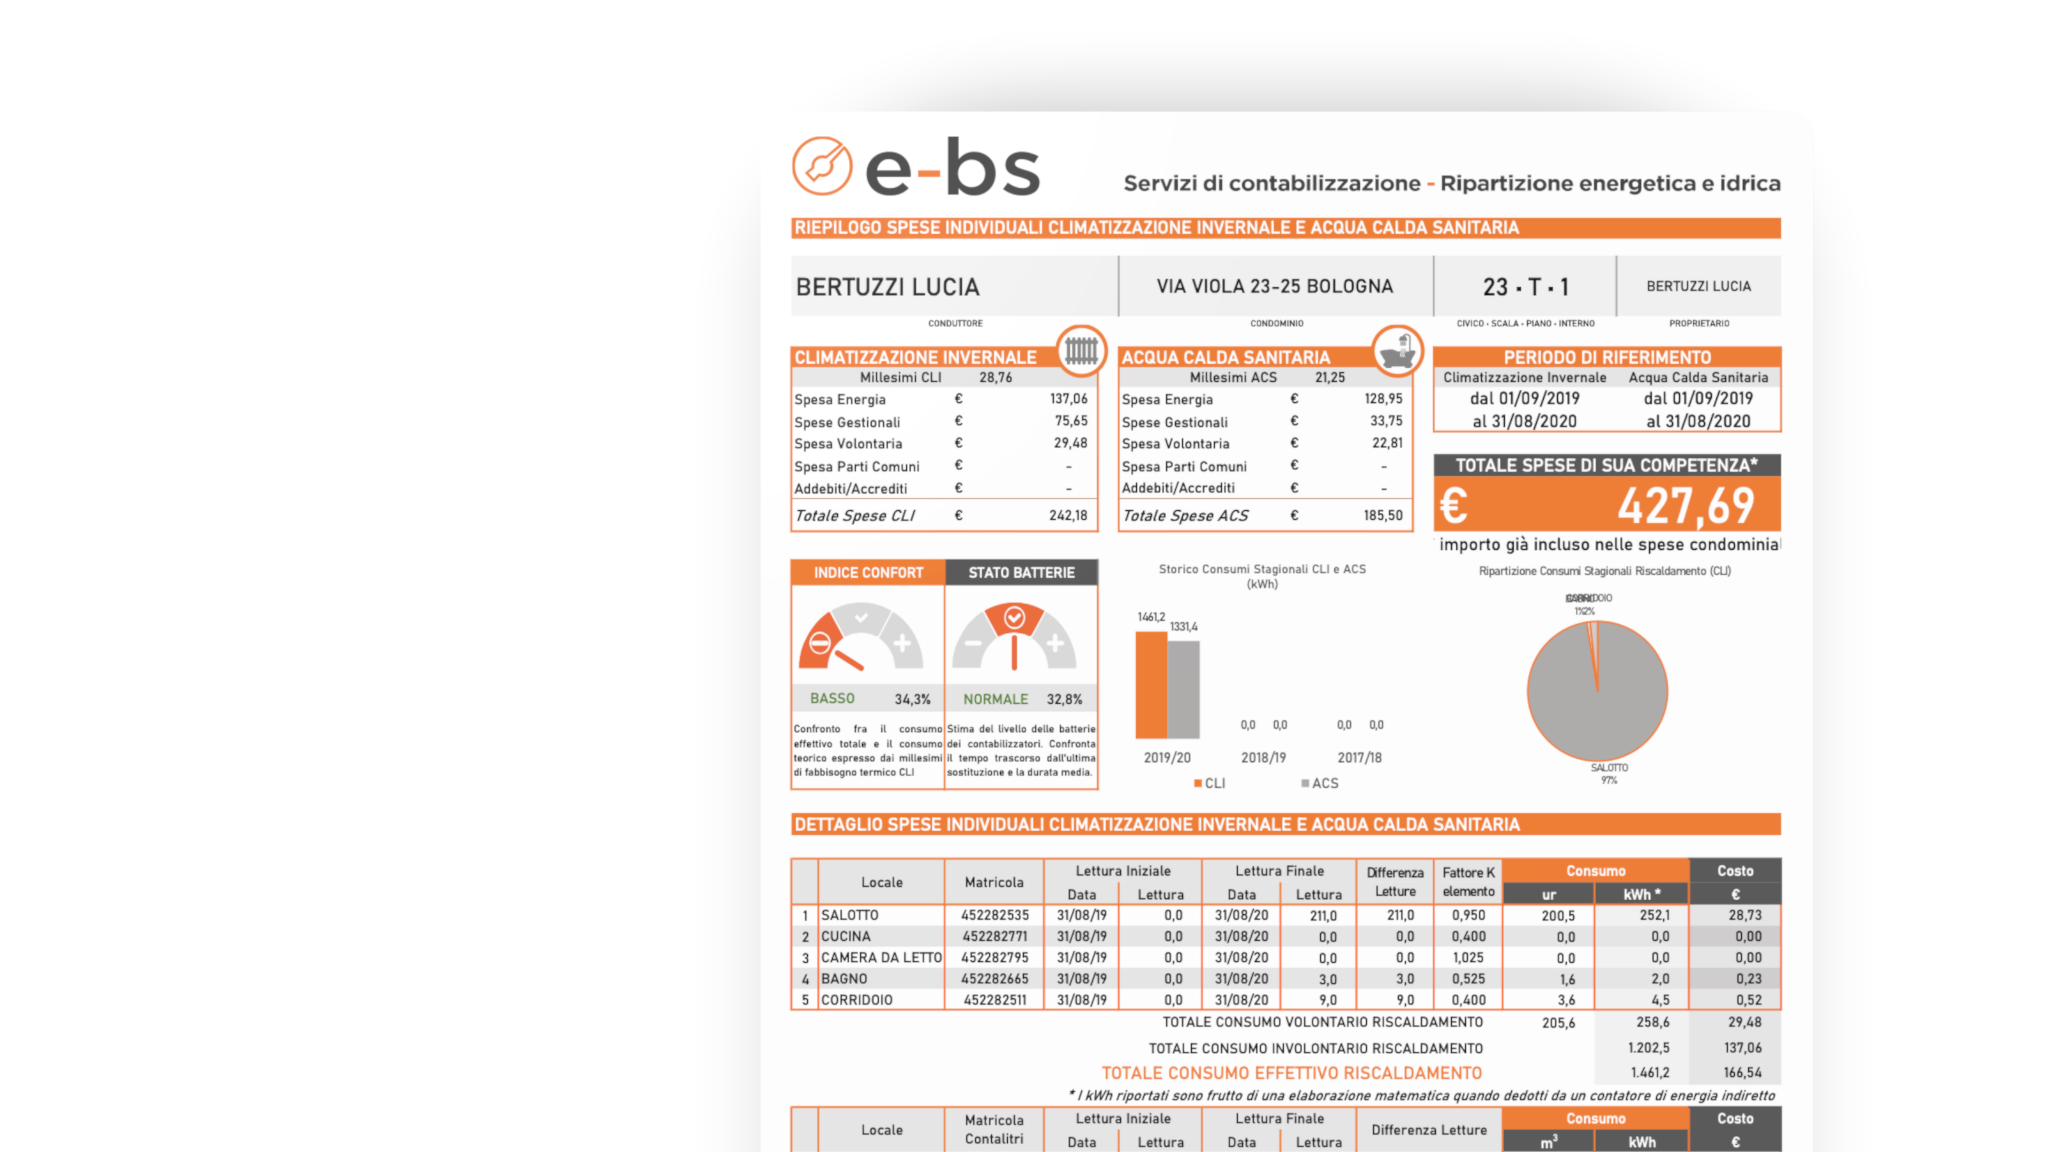 e-bs
Servizi di contabilizzazione - Ripartizione energetica e idrica
RIEPILOGO SPESE INDIVIDUALI CLIMATIZZAZIONE INVERNALE E ACQUA CALDA SANITARIA
BERTUZZI LUCIA VIA VIOLA 23-25 BOLOGNA 23 · T · 1 BERTUZZI LUCIA
CONDUTTORE CONDOMINIO CIVICO · SCALA · PIANO · INTERNO PROPRIETARIO
CLIMATIZZAZIONE INVERNALE
Millesimi CLI 28,76
Spesa Energia € 137,06
Spese Gestionali € 75,65
Spesa Volontaria € 29,48
Spesa Parti Comuni € -
Addebiti/Accrediti € -
Totale Spese CLI € 242,18
ACQUA CALDA SANITARIA
Millesimi ACS 21,25
Spesa Energia € 128,95
Spese Gestionali € 33,75
Spesa Volontaria € 22,81
Spesa Parti Comuni € -
Addebiti/Accrediti € -
Totale Spese ACS € 185,50
PERIODO DI RIFERIMENTO
Climatizzazione Invernale Acqua Calda Sanitaria
dal 01/09/2019 dal 01/09/2019
al 31/08/2020 al 31/08/2020
TOTALE SPESE DI SUA COMPETENZA*
€ 427,69
importo già incluso nelle spese condominial
INDICE CONFORT
BASSO 34,3%
Confronto fra il consumo
effettivo totale e il consumo
teorico espresso dai millesimi
di fabbisogno termico CLI
STATO BATTERIE
NORMALE 32,8%
Stima del livello delle batterie
dei contabilizzatori. Confronta
il tempo trascorso dall'ultima
sostituzione e la durata media.
Storico Consumi Stagionali CLI e ACS
(kWh)
1461,2
1331,4
0,0 0,0 0,0 0,0
2019/20 2018/19 2017/18
CLI ACS
Ripartizione Consumi Stagionali Riscaldamento (CLI)
CORRIDOIO
2%
SALOTTO
97%
DETTAGLIO SPESE INDIVIDUALI CLIMATIZZAZIONE INVERNALE E ACQUA CALDA SANITARIA
Locale Matricola Lettura Iniziale Lettura Finale Differenza Letture Fattore K elemento Consumo Costo
Data Lettura Data Lettura ur kWh * €
1 SALOTTO 452282535 31/08/19 0,0 31/08/20 211,0 211,0 0,950 200,5 252,1 28,73
2 CUCINA 452282771 31/08/19 0,0 31/08/20 0,0 0,0 0,400 0,0 0,0 0,00
3 CAMERA DA LETTO 452282795 31/08/19 0,0 31/08/20 0,0 0,0 1,025 0,0 0,0 0,00
4 BAGNO 452282665 31/08/19 0,0 31/08/20 3,0 3,0 0,525 1,6 2,0 0,23
5 CORRIDOIO 452282511 31/08/19 0,0 31/08/20 9,0 9,0 0,400 3,6 4,5 0,52
TOTALE CONSUMO VOLONTARIO RISCALDAMENTO 205,6 258,6 29,48
TOTALE CONSUMO INVOLONTARIO RISCALDAMENTO 1.202,5 137,06
TOTALE CONSUMO EFFETTIVO RISCALDAMENTO 1.461,2 166,54
* I kWh riportati sono frutto di una elaborazione matematica quando dedotti da un contatore di energia indiretto
Locale Matricola Contalitri Lettura Iniziale Lettura Finale Differenza Letture Consumo Costo
Data Lettura Data Lettura m³ kWh €